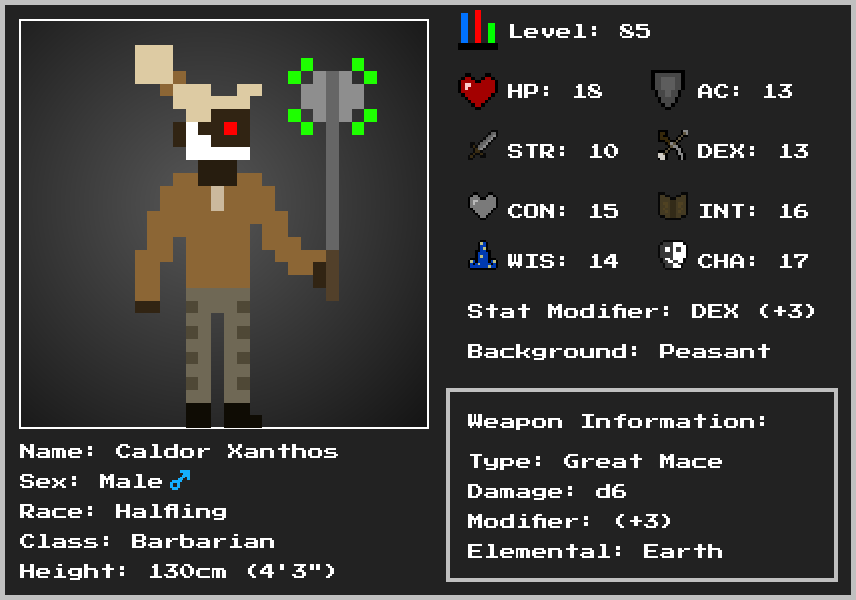 Level: 85
HP: 18 AC: 13
STR: 10 DEX: 13
CON: 15 INT: 16
WIS: 14 CHA: 17
Stat Modifier: DEX (+3)
Background: Peasant
Weapon Information:
Type: Great Mace
Damage: d6
Modifier: (+3)
Elemental: Earth
Name: Caldor Xanthos
Sex: Male♂
Race: Halfling
Class: Barbarian
Height: 130cm (4'3")